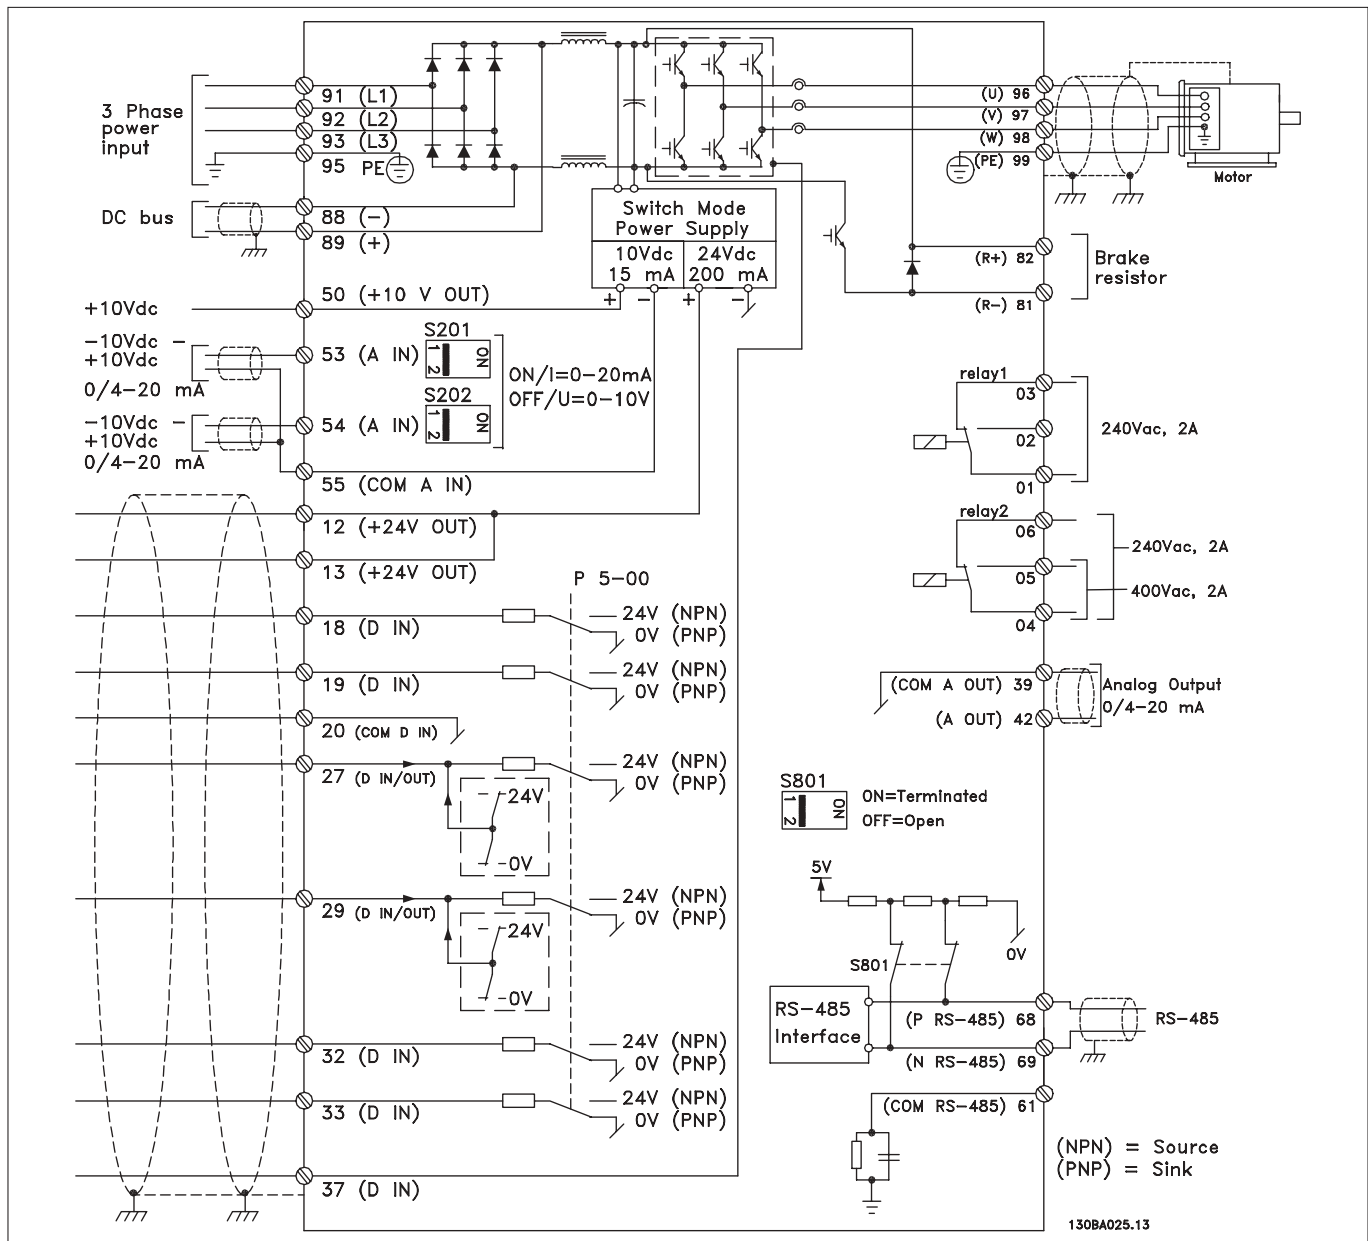 3 Phase
power
input
91 (L1)
92 (L2)
93 (L3)
95 PE
DC bus
88 (-)
89 (+)
Switch Mode
Power Supply
10Vdc
15 mA
24Vdc
200 mA
+ - + -
(U) 96
(V) 97
(W) 98
(PE) 99
Motor
(R+) 82
(R-) 81
Brake
resistor
+10Vdc
50 (+10 V OUT)
-10Vdc -
+10Vdc
0/4-20 mA
53 (A IN)
S201
1 2 ON
-10Vdc -
+10Vdc
0/4-20 mA
54 (A IN)
S202
1 2 ON
ON/I=0-20mA
OFF/U=0-10V
55 (COM A IN)
12 (+24V OUT)
13 (+24V OUT)
P 5-00
18 (D IN)
24V (NPN)
0V (PNP)
19 (D IN)
24V (NPN)
0V (PNP)
20 (COM D IN)
27 (D IN/OUT)
24V (NPN)
0V (PNP)
24V
0V
29 (D IN/OUT)
24V (NPN)
0V (PNP)
24V
0V
32 (D IN)
24V (NPN)
0V (PNP)
33 (D IN)
24V (NPN)
0V (PNP)
37 (D IN)
relay1
03
02
01
240Vac, 2A
relay2
06
05
04
240Vac, 2A
400Vac, 2A
(COM A OUT) 39
(A OUT) 42
Analog Output
0/4-20 mA
S801
1 2 ON
ON=Terminated
OFF=Open
5V
S801
0V
RS-485
Interface
(P RS-485) 68
(N RS-485) 69
RS-485
(COM RS-485) 61
(NPN) = Source
(PNP) = Sink
130BA025.13